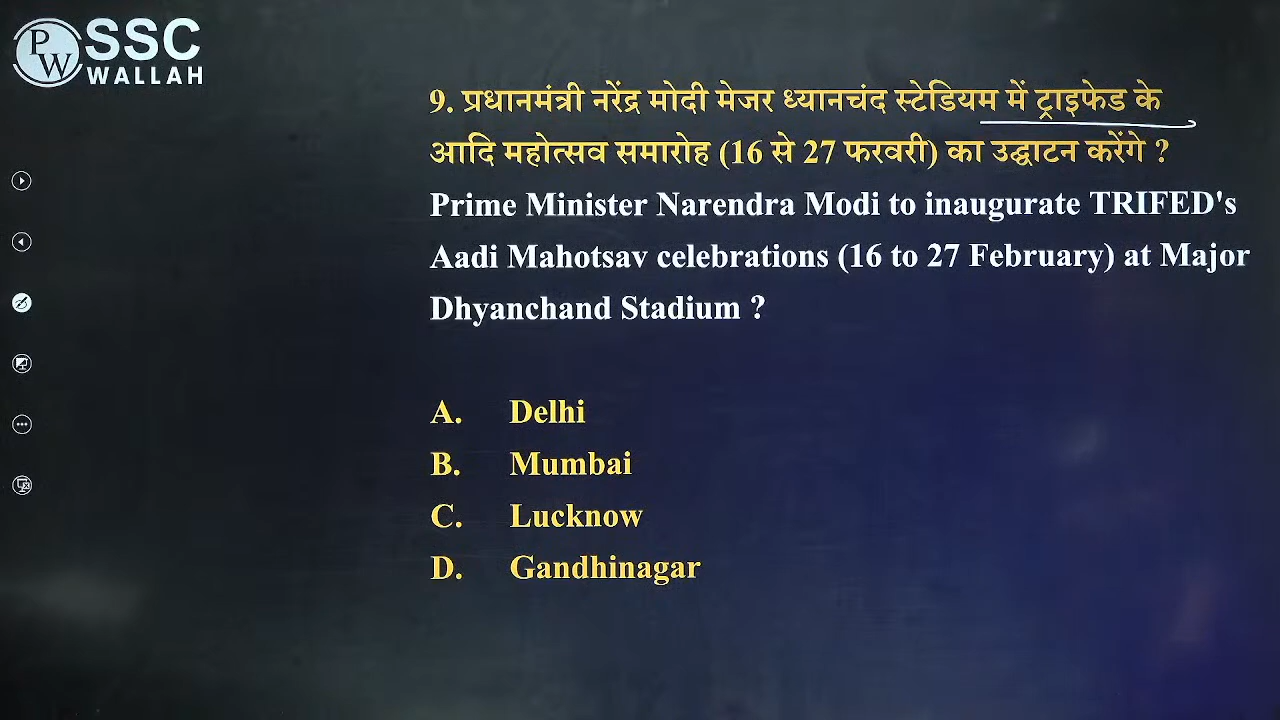 PW SSC
WALLAH
9. प्रधानमंत्री नरेंद्र मोदी मेजर ध्यानचंद स्टेडियम में ट्राइफेड के
आदि महोत्सव समारोह (16 से 27 फरवरी) का उद्घाटन करेंगे ?
Prime Minister Narendra Modi to inaugurate TRIFED's
Aadi Mahotsav celebrations (16 to 27 February) at Major
Dhyanchand Stadium ?
A. Delhi
B. Mumbai
C. Lucknow
D. Gandhinagar